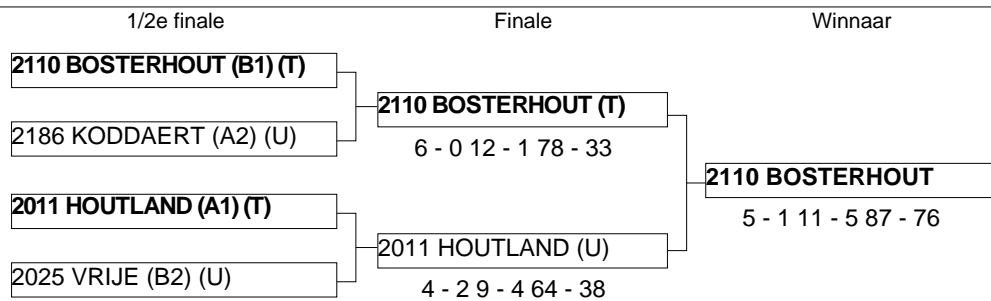 1/2e finale
Finale
Winnaar
2110 BOSTERHOUT (B1) (T)
2186 KODDAERT (A2) (U)
2011 HOUTLAND (A1) (T)
2025 VRIJE (B2) (U)
2110 BOSTERHOUT (T)
6 - 0 12 - 1 78 - 33
2011 HOUTLAND (U)
4 - 2 9 - 4 64 - 38
2110 BOSTERHOUT
5 - 1 11 - 5 87 - 76